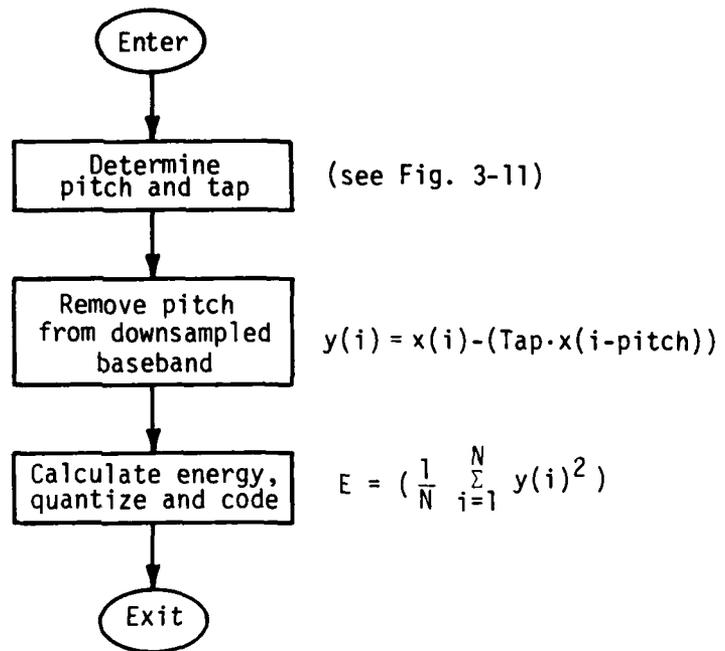 Enter
Determine
pitch and tap
(see Fig. 3-11)
Remove pitch
from downsampled
baseband
y(i) = x(i)-(Tap·x(i-pitch))
Calculate energy,
quantize and code
E = ( 1/N Σ i=1 N y(i)² )
Exit